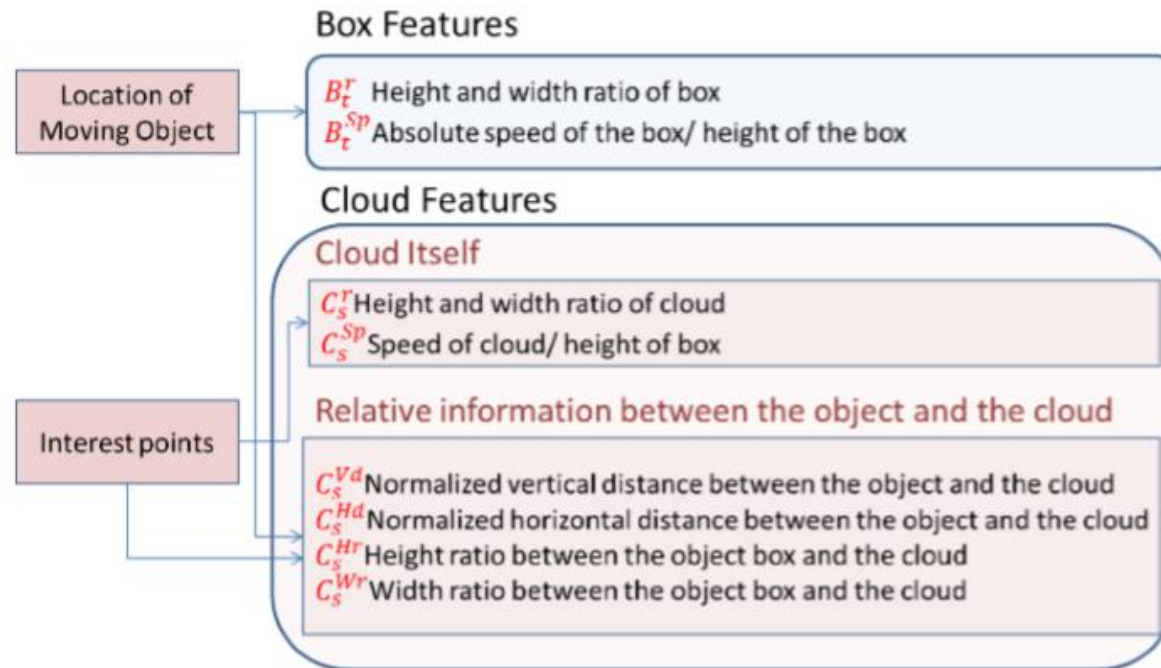 Box Features
Location of
Moving Object
B_t^r Height and width ratio of box
B_t^Sp Absolute speed of the box/ height of the box
Cloud Features
Cloud Itself
C_s^r Height and width ratio of cloud
C_s^Sp Speed of cloud/ height of box
Interest points
Relative information between the object and the cloud
C_s^Vd Normalized vertical distance between the object and the cloud
C_s^Hd Normalized horizontal distance between the object and the cloud
C_s^Hr Height ratio between the object box and the cloud
C_s^Wr Width ratio between the object box and the cloud